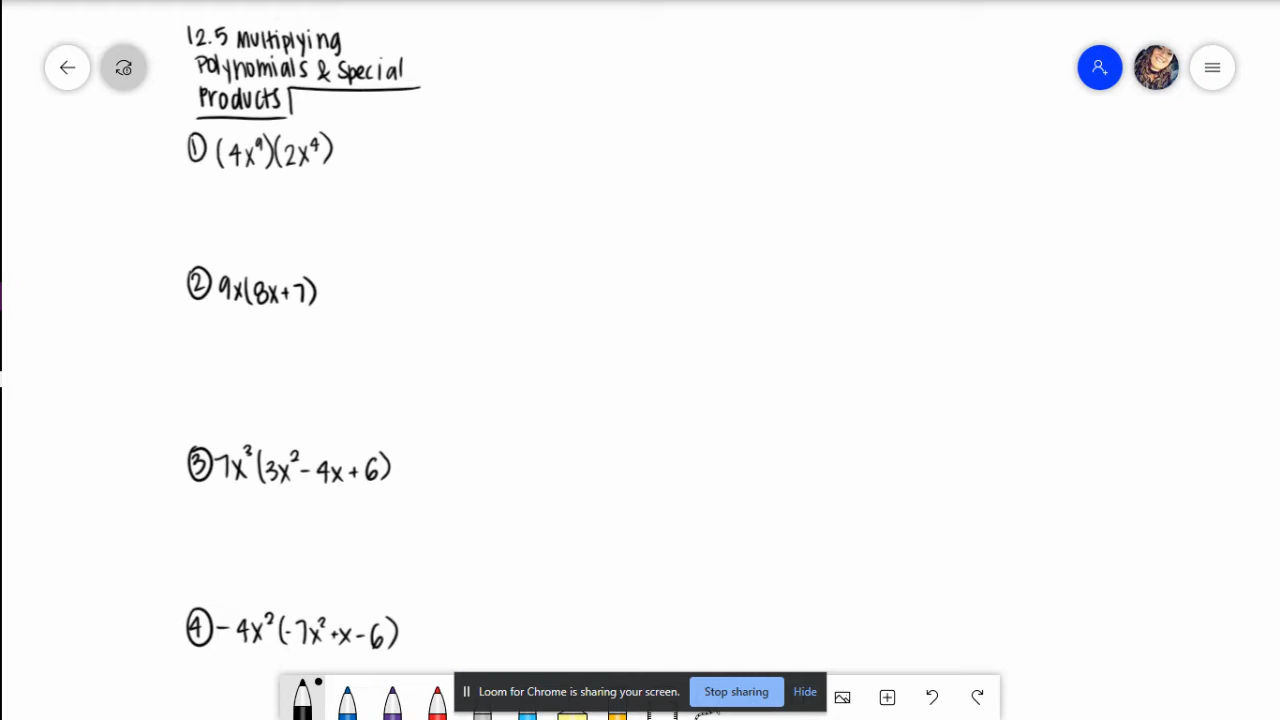 12.5 Multiplying
Polynomials & Special
Products
① (4x⁹)(2x⁴)
② 9x(8x+7)
③ 7x³(3x² - 4x + 6)
④ - 4x²(-7x² +x - 6)
Loom for Chrome is sharing your screen. Stop sharing Hide